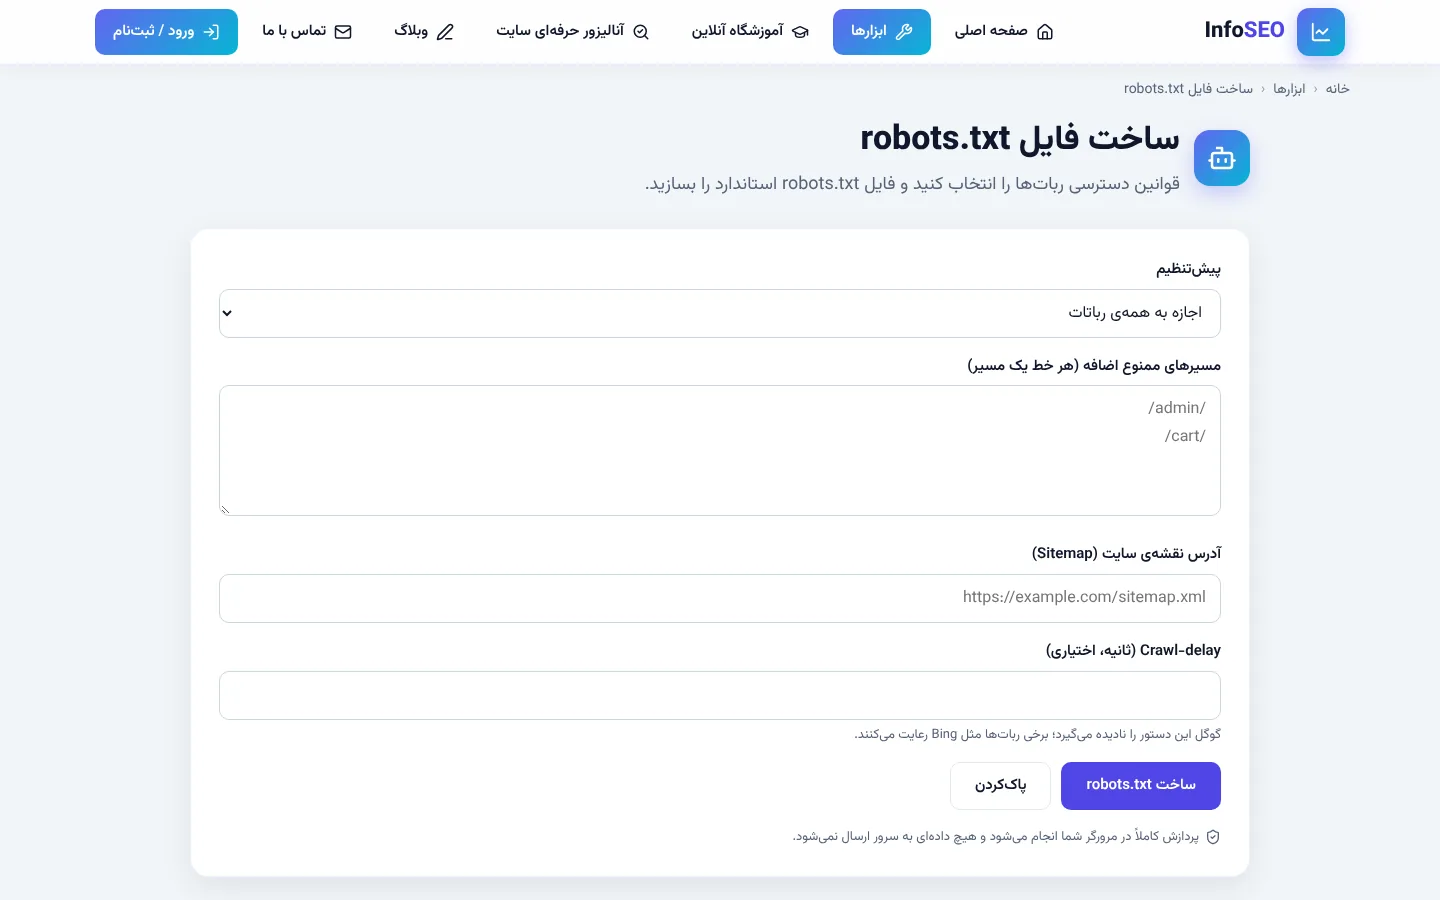 InfoSEO
صفحه اصلی
ابزارها
آموزشگاه آنلاین
آنالیزور حرفه‌ای سایت
وبلاگ
تماس با ما
ورود / ثبت‌نام
خانه › ابزارها › ساخت فایل robots.txt
ساخت فایل robots.txt
قوانین دسترسی ربات‌ها را انتخاب کنید و فایل robots.txt استاندارد را بسازید.
پیش‌تنظیم
اجازه به همه‌ی رباتات
مسیرهای ممنوع اضافه (هر خط یک مسیر)
/admin/
/cart/
آدرس نقشه‌ی سایت (Sitemap)
https://example.com/sitemap.xml
Crawl-delay (ثانیه، اختیاری)
گوگل این دستور را نادیده می‌گیرد؛ برخی ربات‌ها مثل Bing رعایت می‌کنند.
ساخت robots.txt
پاک‌کردن
پردازش کاملاً در مرورگر شما انجام می‌شود و هیچ داده‌ای به سرور ارسال نمی‌شود.